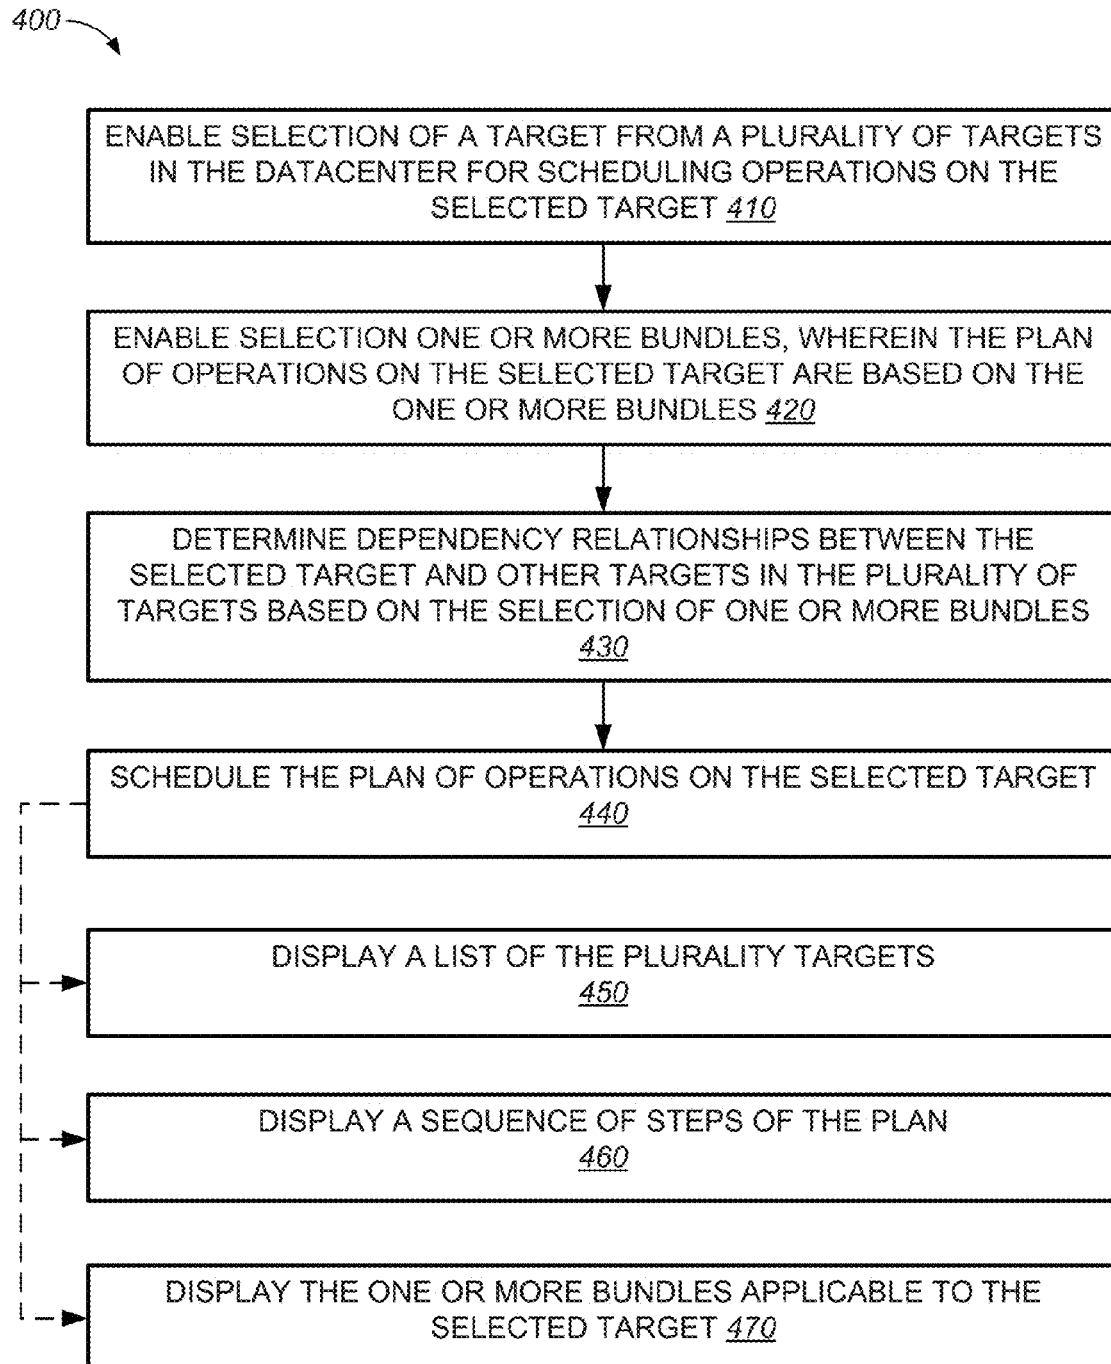 400
ENABLE SELECTION OF A TARGET FROM A PLURALITY OF TARGETS
IN THE DATACENTER FOR SCHEDULING OPERATIONS ON THE
SELECTED TARGET 410
ENABLE SELECTION ONE OR MORE BUNDLES, WHEREIN THE PLAN
OF OPERATIONS ON THE SELECTED TARGET ARE BASED ON THE
ONE OR MORE BUNDLES 420
DETERMINE DEPENDENCY RELATIONSHIPS BETWEEN THE
SELECTED TARGET AND OTHER TARGETS IN THE PLURALITY OF
TARGETS BASED ON THE SELECTION OF ONE OR MORE BUNDLES
430
SCHEDULE THE PLAN OF OPERATIONS ON THE SELECTED TARGET
440
DISPLAY A LIST OF THE PLURALITY TARGETS
450
DISPLAY A SEQUENCE OF STEPS OF THE PLAN
460
DISPLAY THE ONE OR MORE BUNDLES APPLICABLE TO THE
SELECTED TARGET 470